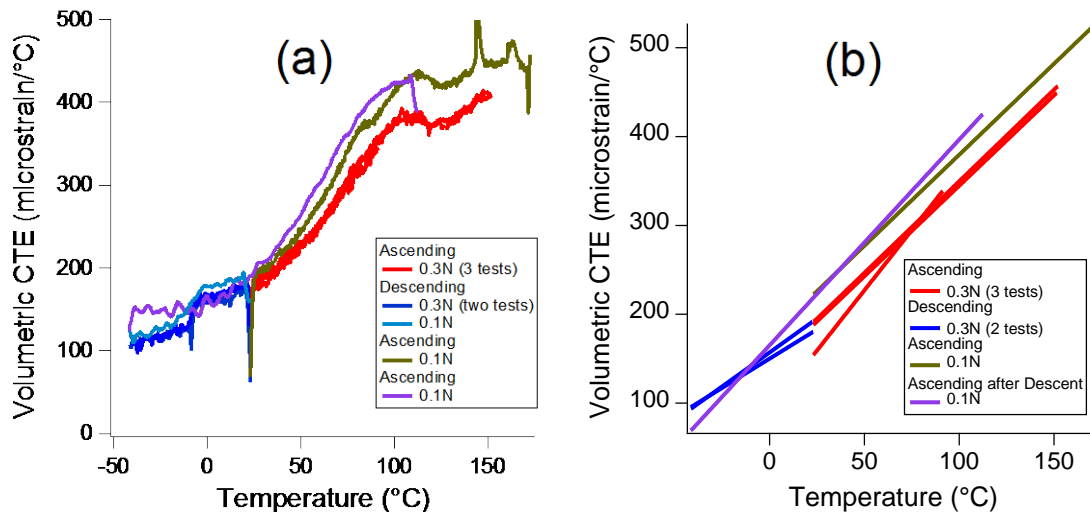 (a)
Volumetric CTE (microstrain/°C)
500
400
300
200
100
0
-50
0
50
100
150
Temperature (°C)
Ascending
0.3N (3 tests)
Descending
0.3N (two tests)
0.1N
Ascending
0.1N
Ascending
0.1N
(b)
Volumetric CTE (microstrain/°C)
500
400
300
200
100
0
50
100
150
Temperature (°C)
Ascending
0.3N (3 tests)
Descending
0.3N (2 tests)
Ascending
0.1N
Ascending after Descent
0.1N